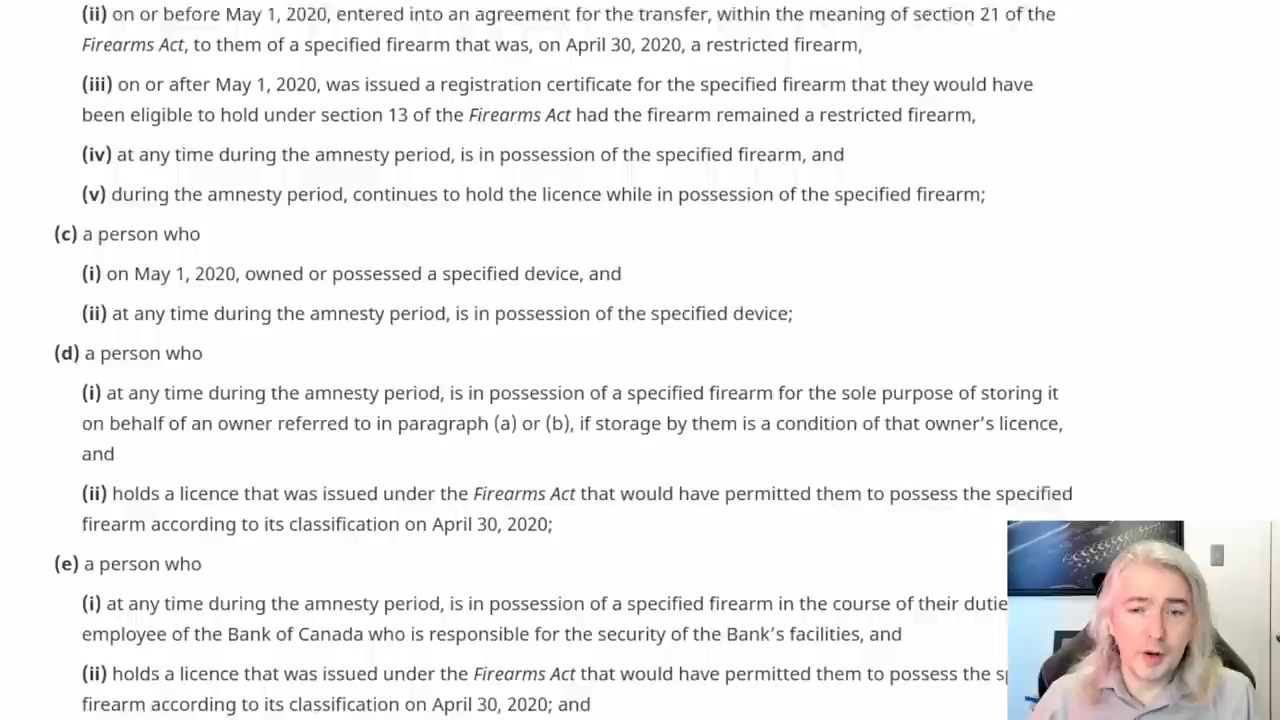 (ii) on or before May 1, 2020, entered into an agreement for the transfer, within the meaning of section 21 of the
Firearms Act, to them of a specified firearm that was, on April 30, 2020, a restricted firearm,
(iii) on or after May 1, 2020, was issued a registration certificate for the specified firearm that they would have
been eligible to hold under section 13 of the Firearms Act had the firearm remained a restricted firearm,
(iv) at any time during the amnesty period, is in possession of the specified firearm, and
(v) during the amnesty period, continues to hold the licence while in possession of the specified firearm;
(c) a person who
(i) on May 1, 2020, owned or possessed a specified device, and
(ii) at any time during the amnesty period, is in possession of the specified device;
(d) a person who
(i) at any time during the amnesty period, is in possession of a specified firearm for the sole purpose of storing it
on behalf of an owner referred to in paragraph (a) or (b), if storage by them is a condition of that owner's licence,
and
(ii) holds a licence that was issued under the Firearms Act that would have permitted them to possess the specified
firearm according to its classification on April 30, 2020;
(e) a person who
(i) at any time during the amnesty period, is in possession of a specified firearm in the course of their
employee of the Bank of Canada who is responsible for the security of the Bank's facilities, and
(ii) holds a licence that was issued under the Firearms Act that would have permitted them to possess the
firearm according to its classification on April 30, 2020; and